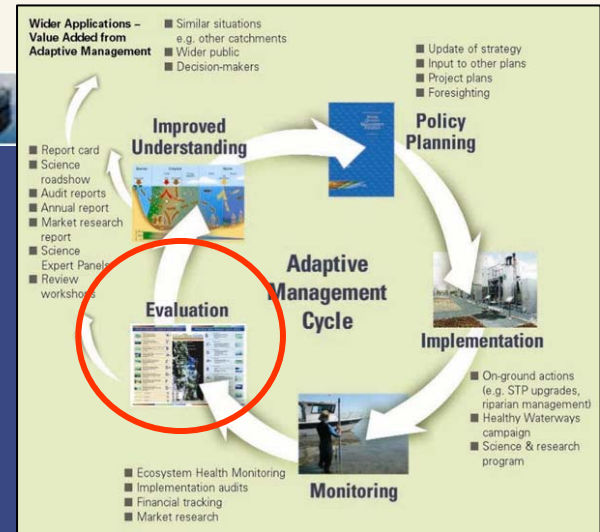 Wider Applications –
Value Added from
Adaptive Management
■ Similar situations
e.g. other catchments
■ Wider public
■ Decision-makers
■ Update of strategy
■ Input to other plans
■ Project plans
■ Foresighting
Improved
Understanding
Policy
Planning
■ Report card
■ Science
roadshow
■ Audit reports
■ Annual report
■ Market research
report
■ Science
Expert Panels
■ Review
workshops
Adaptive
Management
Cycle
Evaluation
Implementation
■ On-ground actions
(e.g. STP upgrades,
riparian management)
■ Healthy Waterways
campaign
■ Science & research
program
Monitoring
■ Ecosystem Health Monitoring
■ Implementation audits
■ Financial tracking
■ Market research